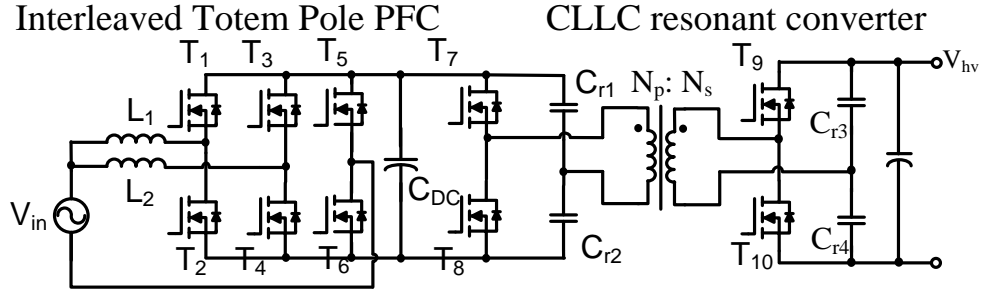 Interleaved Totem Pole PFC
CLLC resonant converter
T1 T3 T5 T7
Cr1
Np: Ns
T9
Vhv
L1
L2
Cr3
Vin
CDC
T2 T4 T6 T8
Cr2
T10
Cr4